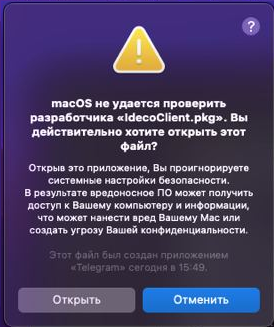 ?
macOS не удается проверить
разработчика «IdecoClient.pkg». Вы
действительно хотите открыть этот
файл?
Открыв это приложение, Вы проигнорируете
системные настройки безопасности.
В результате вредоносное ПО может получить
доступ к Вашему компьютеру и информации,
что может нанести вред Вашему Mac или
создать угрозу Вашей конфиденциальности.
Этот файл был создан приложением
«Telegram» сегодня в 15:49.
Открыть Отменить